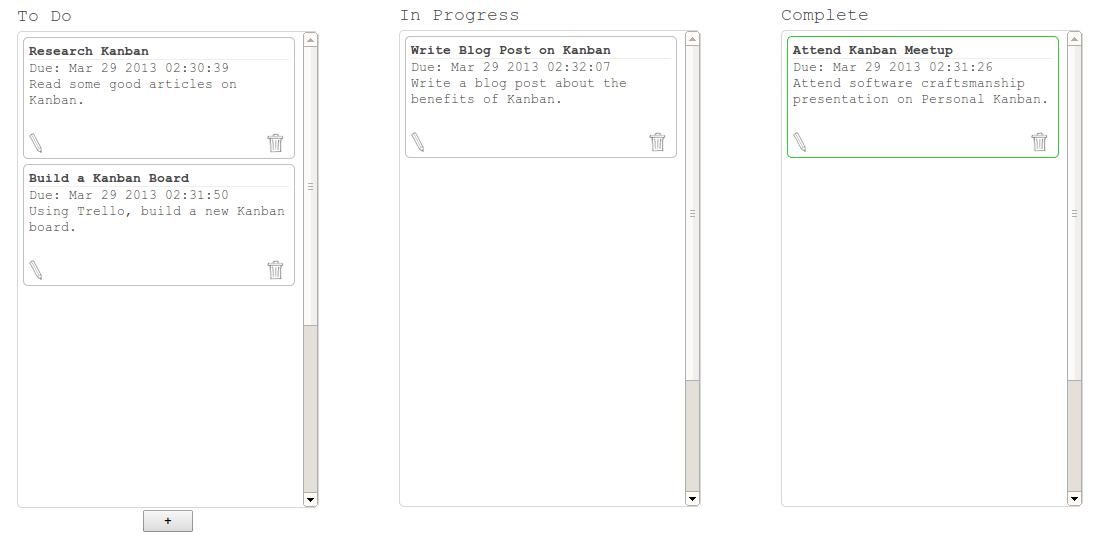 To Do
Research Kanban
Due: Mar 29 2013 02:30:39
Read some good articles on
Kanban.
Build a Kanban Board
Due: Mar 29 2013 02:31:50
Using Trello, build a new Kanban
board.
+
In Progress
Write Blog Post on Kanban
Due: Mar 29 2013 02:32:07
Write a blog post about the
benefits of Kanban.
Complete
Attend Kanban Meetup
Due: Mar 29 2013 02:31:26
Attend software craftsmanship
presentation on Personal Kanban.